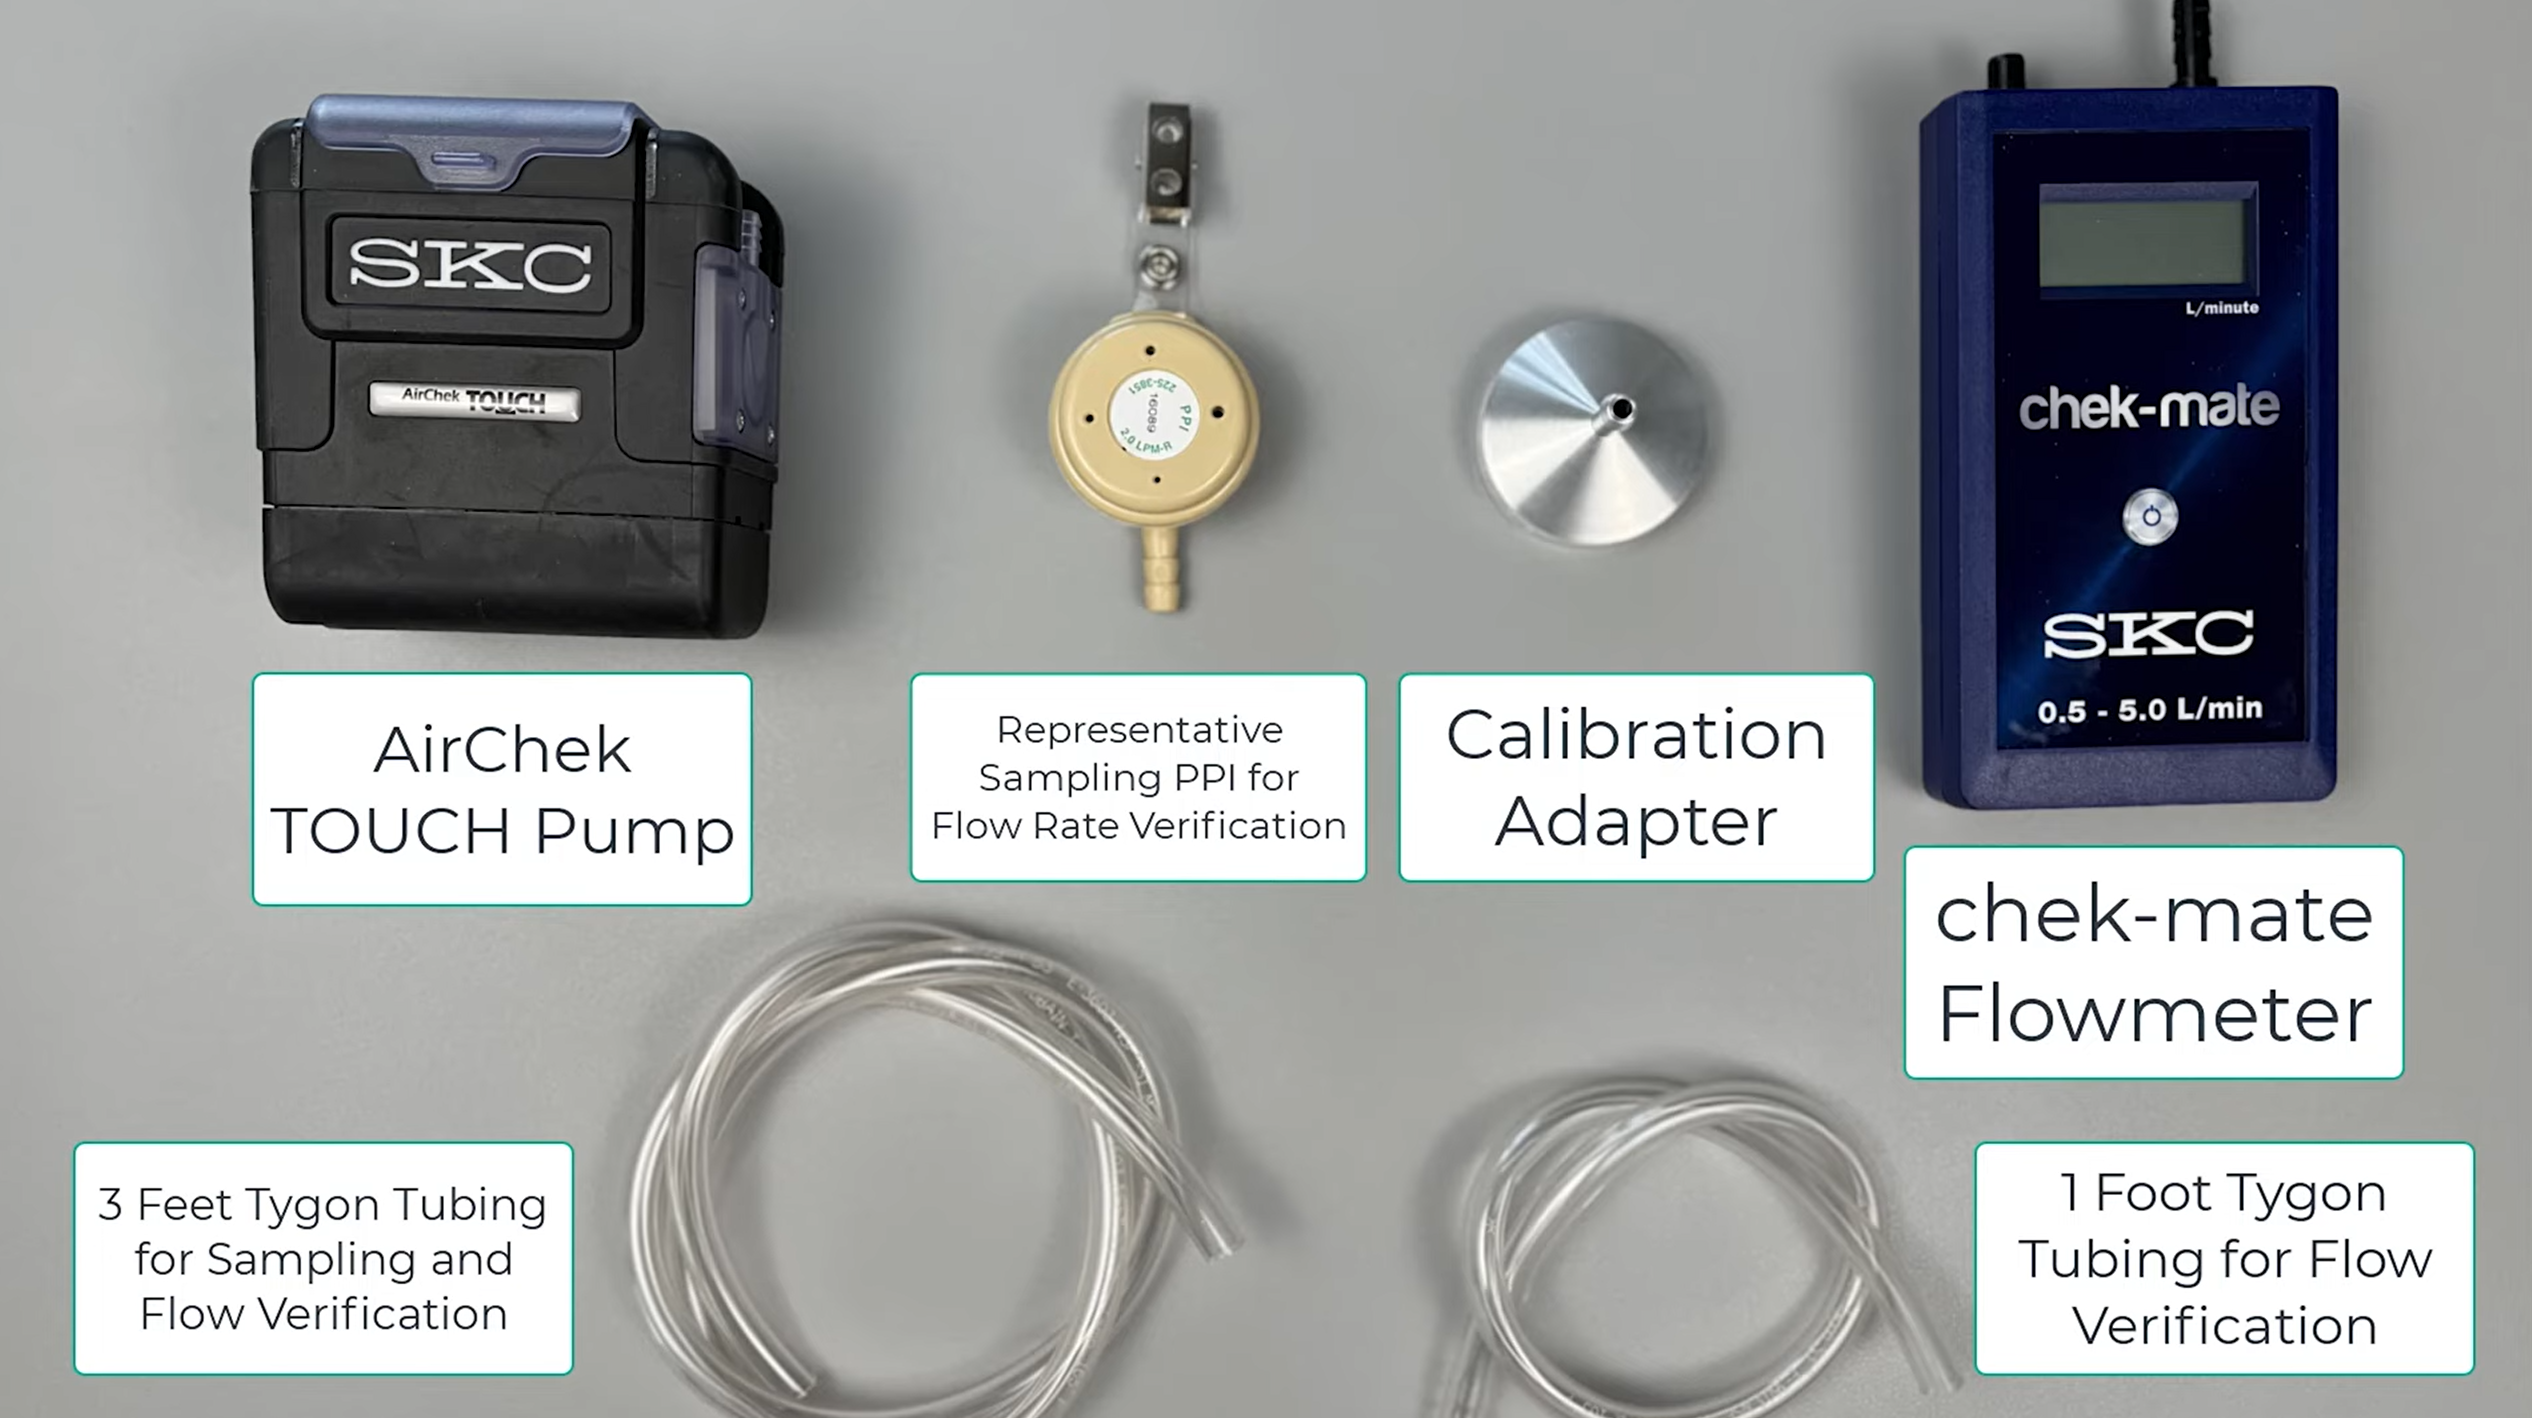 SKC
AirChek TOUCH
225-3851
PPI
16089
2.0 LPM-R
L/minute
chek-mate
SKC
0.5 - 5.0 L/min
AirChek
TOUCH Pump
Representative
Sampling PPI for
Flow Rate Verification
Calibration
Adapter
chek-mate
Flowmeter
3 Feet Tygon Tubing
for Sampling and
Flow Verification
1 Foot Tygon
Tubing for Flow
Verification